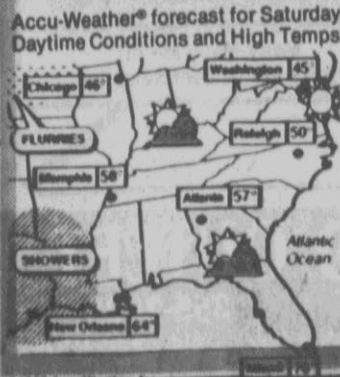 Accu-Weather® forecast for Saturday
Daytime Conditions and High Temps
Washington 45°
Chicago 46°
FLURRIES
Raleigh 50°
Memphis 58°
Atlanta 57°
SHOWERS
Atlantic
Ocean
New Orleans 64°